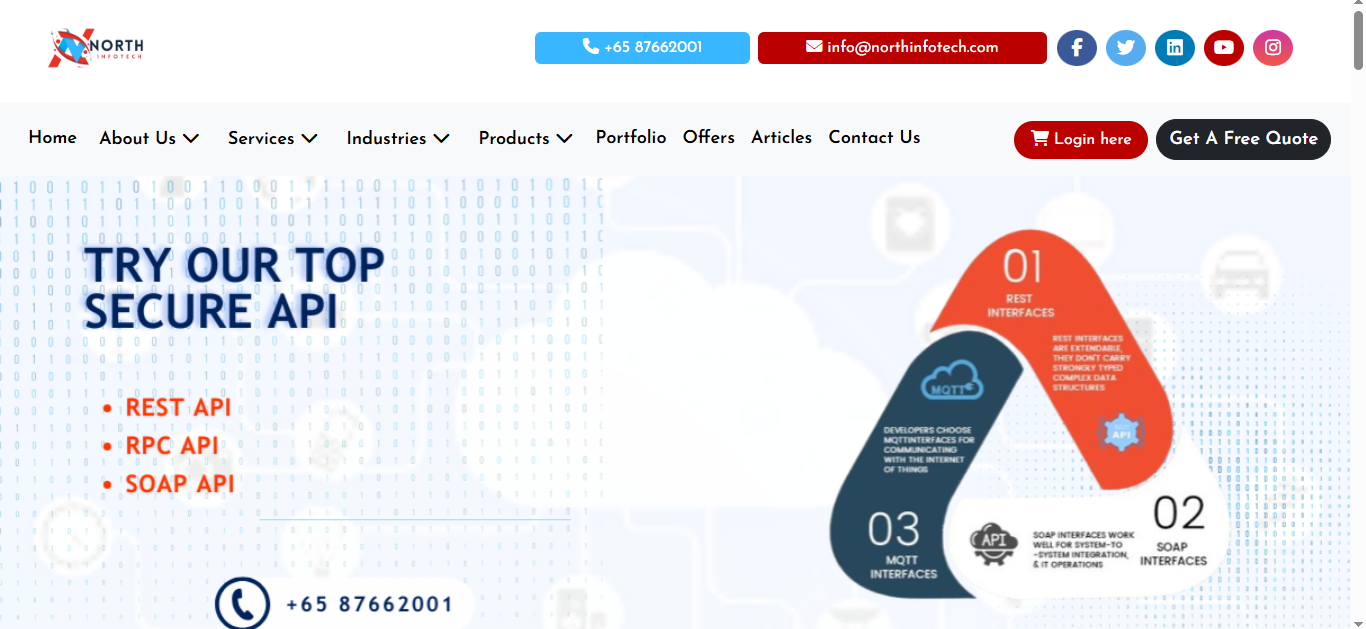 NORTH
INFOTECH
+65 87662001
info@northinfotech.com
Home
About Us
Services
Industries
Products
Portfolio
Offers
Articles
Contact Us
Login here
Get A Free Quote
TRY OUR TOP
SECURE API
• REST API
• RPC API
• SOAP API
+65 87662001
01
REST
INTERFACES
REST INTERFACES
ARE EXTENDABLE,
THEY DON'T CARRY
STRONGLY TYPED
COMPLEX DATA
STRUCTURES
API
MQTT
DEVELOPERS CHOOSE
MQTTINTERFACES FOR
COMMUNICATING
WITH THE INTERNET
OF THINGS
03
MQTT
INTERFACES
API
SOAP INTERFACES WORK
WELL FOR SYSTEM-TO
-SYSTEM INTEGRATION,
& IT OPERATIONS
02
SOAP
INTERFACES